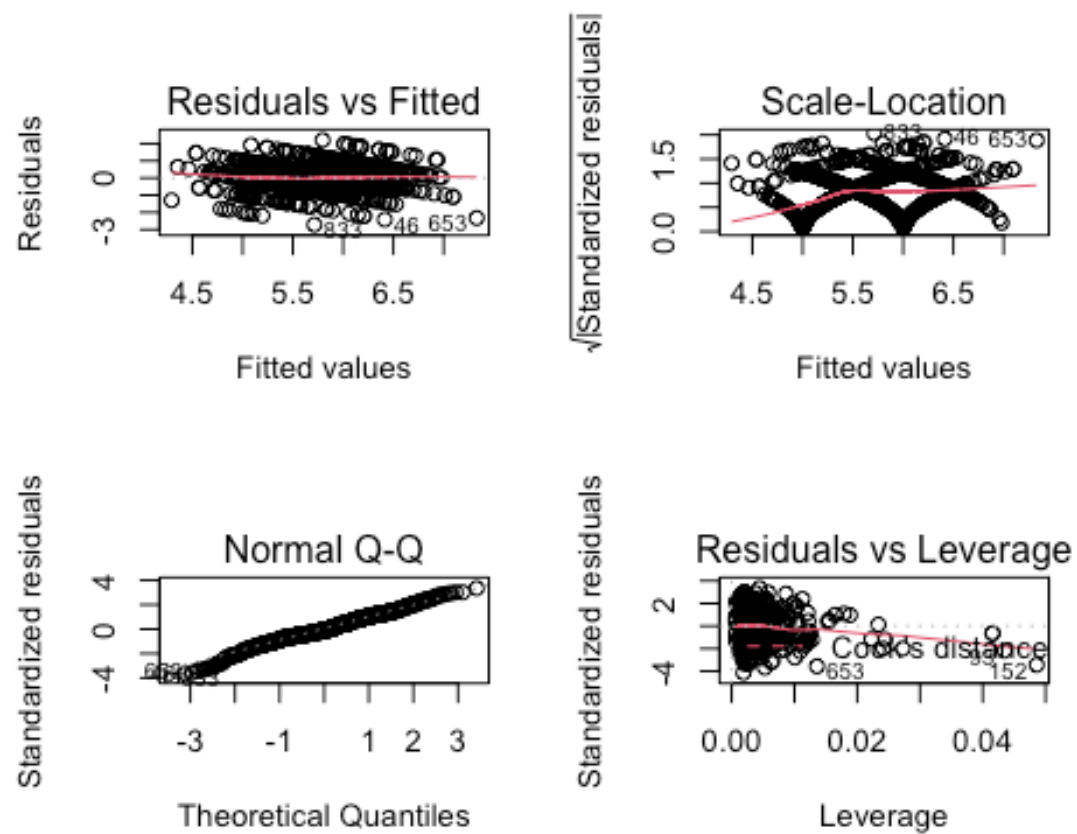 Residuals vs Fitted
Residuals
0
-3
833
46
653
4.5 5.5 6.5
Fitted values
Scale-Location
√|Standardized residuals|
1.5
0.0
833
46
653
4.5 5.5 6.5
Fitted values
Normal Q-Q
Standardized residuals
4
0
-4
-3 -1 1 2 3
Theoretical Quantiles
Residuals vs Leverage
Standardized residuals
2
-4
Cook's distance
152
653
0.00 0.02 0.04
Leverage